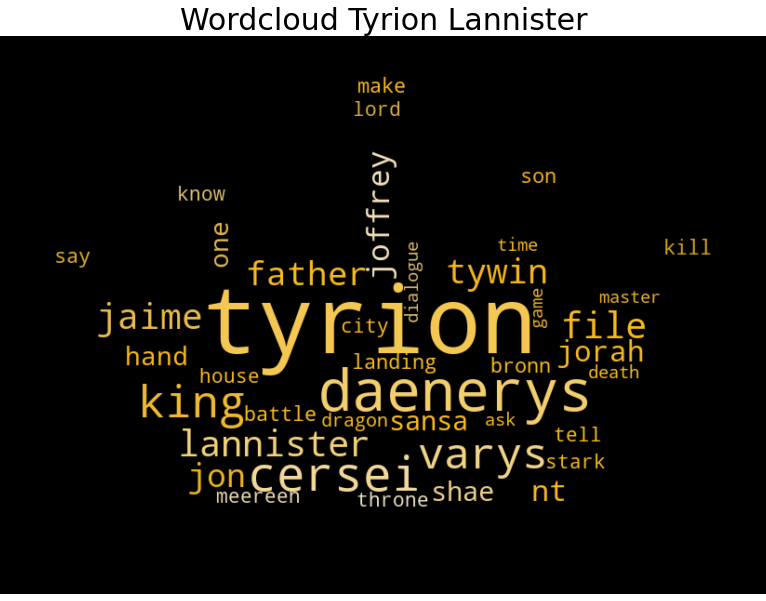 Wordcloud Tyrion Lannister
make
lord
joffrey
son
know
one
say
time
kill
dialogue
father
tywin
master
game
tyrion
jaime
city
file
hand
landing
bronn
jorah
house
death
daenerys
king
battle
dragon
sansa
ask
tell
lannister
varys
stark
jon
cersei
meereen
throne
shae
nt